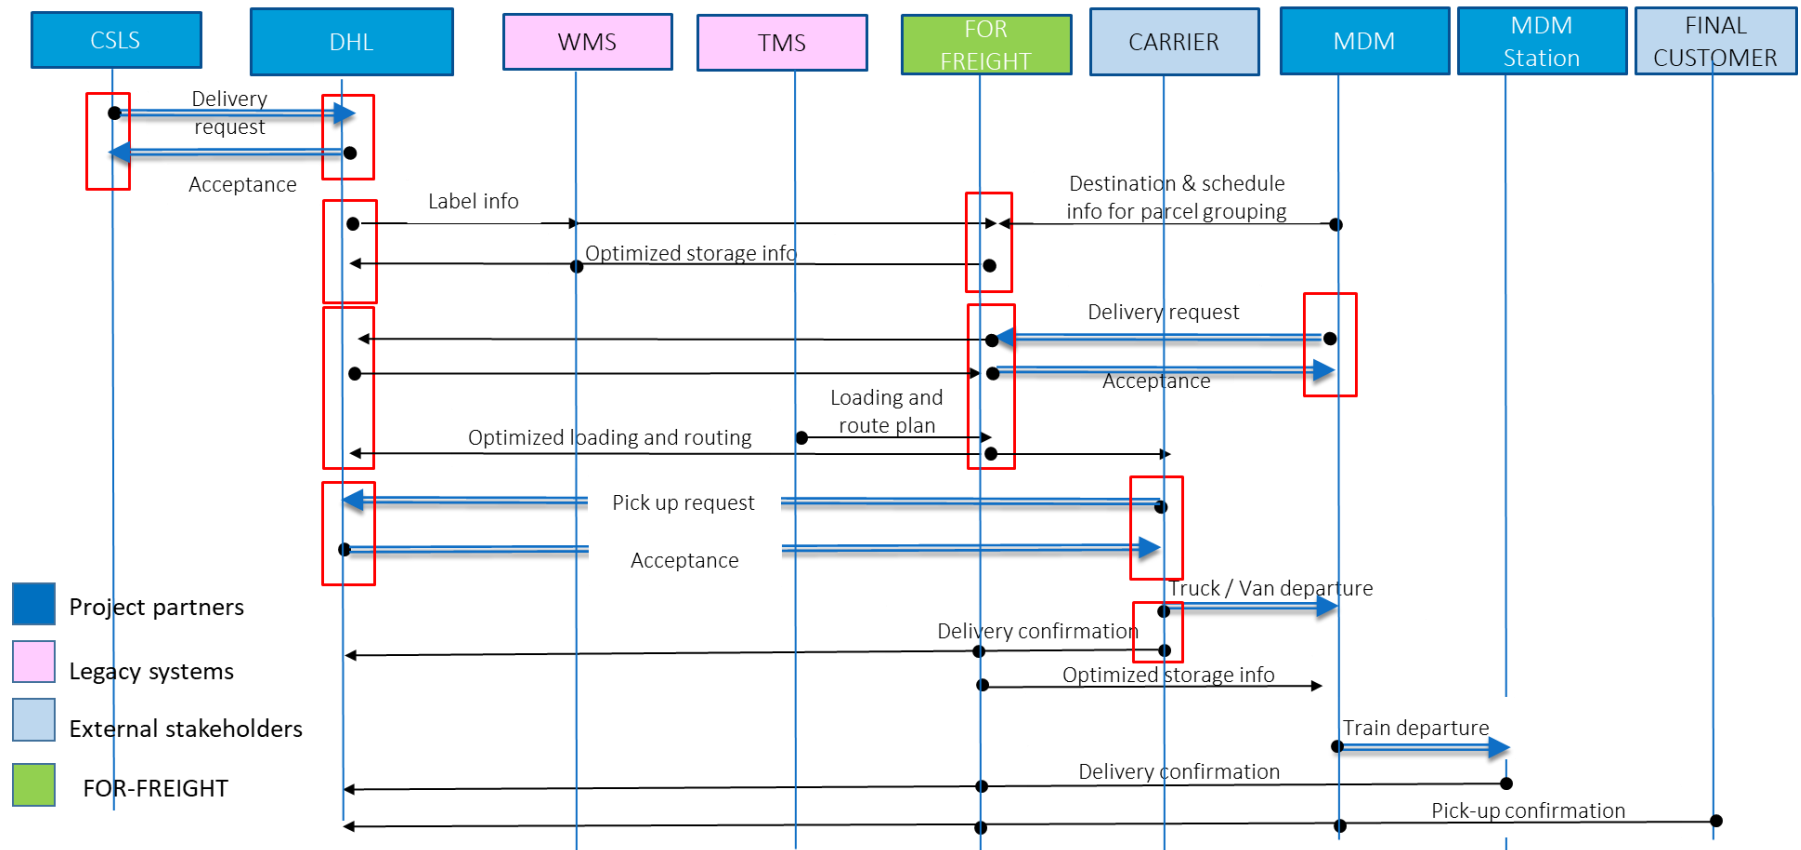 CSLS
DHL
WMS
TMS
FOR
FREIGHT
CARRIER
MDM
MDM
Station
FINAL
CUSTOMER
Delivery
request
Acceptance
Label info
Destination & schedule
info for parcel grouping
Optimized storage info
Delivery request
Acceptance
Loading and
route plan
Optimized loading and routing
Pick up request
Acceptance
Truck / Van departure
Delivery confirmation
Optimized storage info
Train departure
Delivery confirmation
Pick-up confirmation
Project partners
Legacy systems
External stakeholders
FOR-FREIGHT